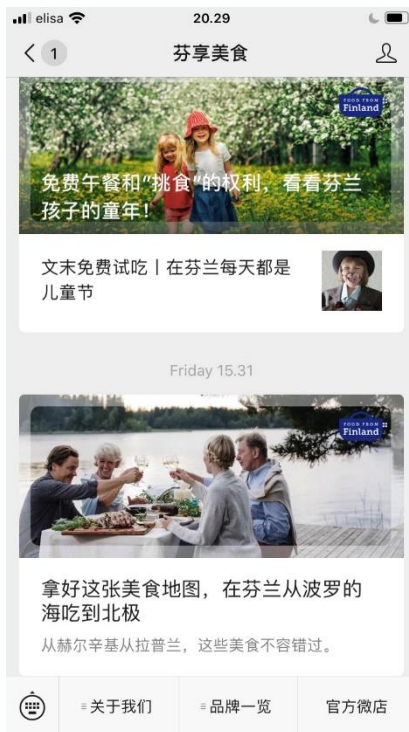 elisa
20.29
1
芬享美食
FOOD FROM
Finland
免费午餐和“挑食”的权利，看看芬兰
孩子的童年！
文末免费试吃丨在芬兰每天都是
儿童节
Friday 15.31
FOOD FROM
Finland
拿好这张美食地图，在芬兰从波罗的
海吃到北极
从赫尔辛基从拉普兰，这些美食不容错过。
关于我们
品牌一览
官方微店